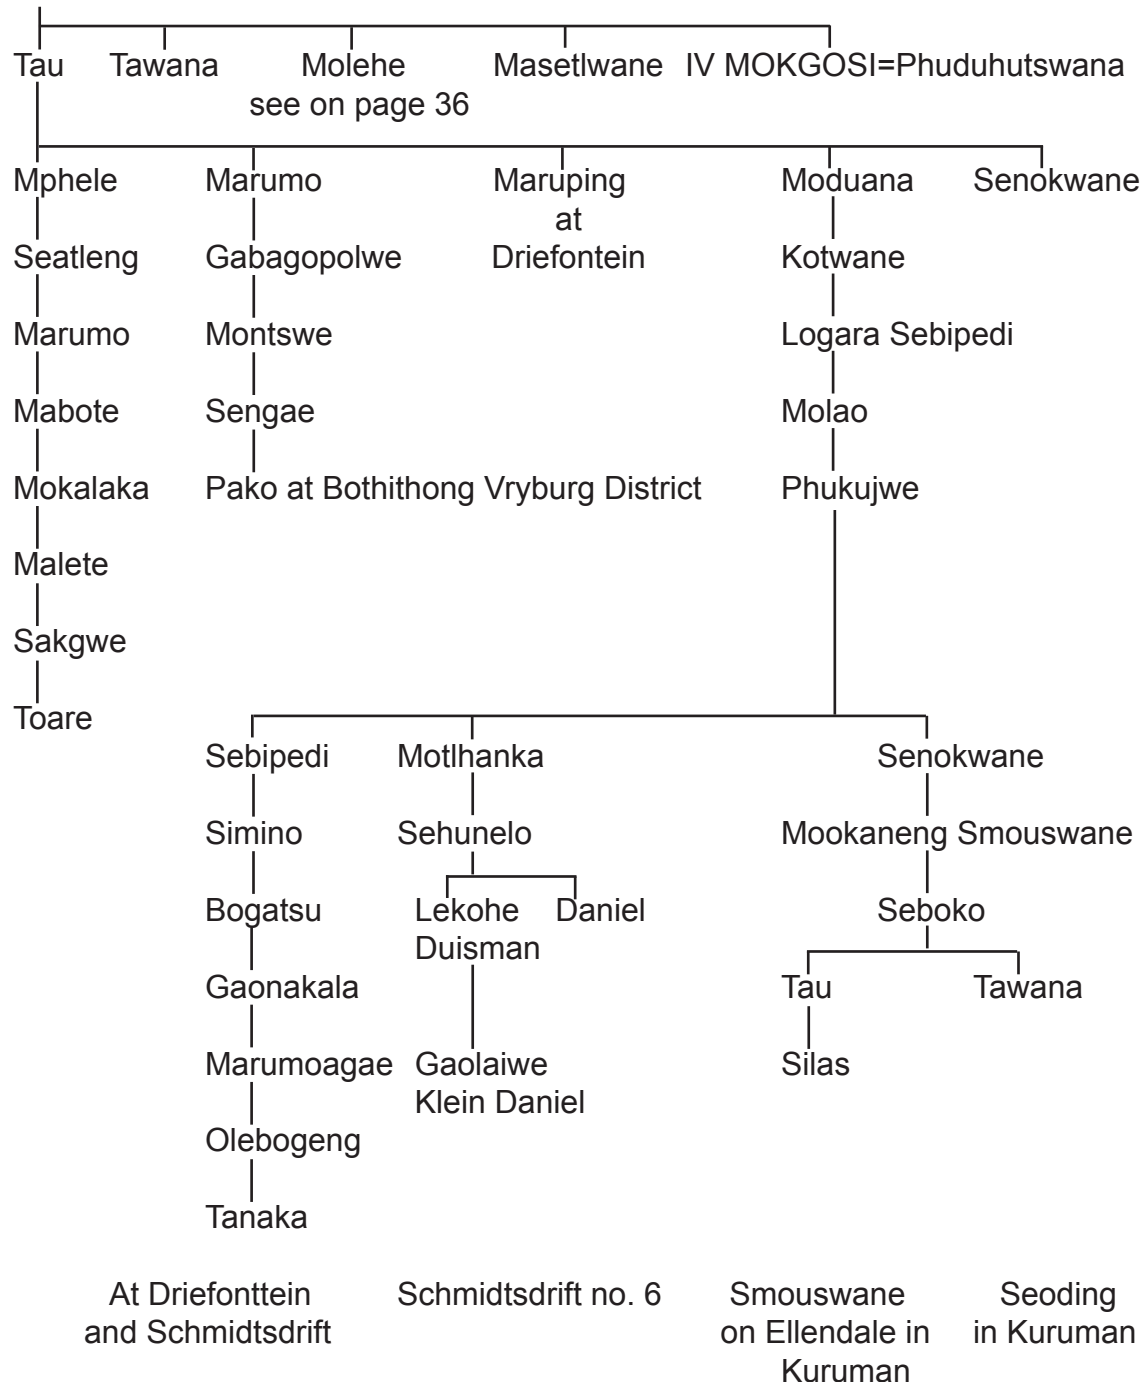 Tau Tawana Molehe Masetlwane IV MOKGOSI=Phuduhutswana
see on page 36
Mphele Marumo Maruping Moduana Senokwane
at
Seatleng Gabagopolwe Driefontein Kotwane
Marumo Montswe Logara Sebipedi
Mabote Sengae Molao
Mokalaka Pako at Bothithong Vryburg District Phukujwe
Malete
Sakgwe
Toare
Sebipedi Motlhanka Senokwane
Simino Sehunelo Mookaneng Smouswane
Bogatsu Lekohe Daniel Seboko
Duisman
Gaonakala Tau Tawana
Marumoagae Gaolaiwe Silas
Klein Daniel
Olebogeng
Tanaka
At Driefonttein Schmidtsdrift no. 6 Smouswane Seoding
and Schmidtsdrift on Ellendale in in Kuruman
Kuruman